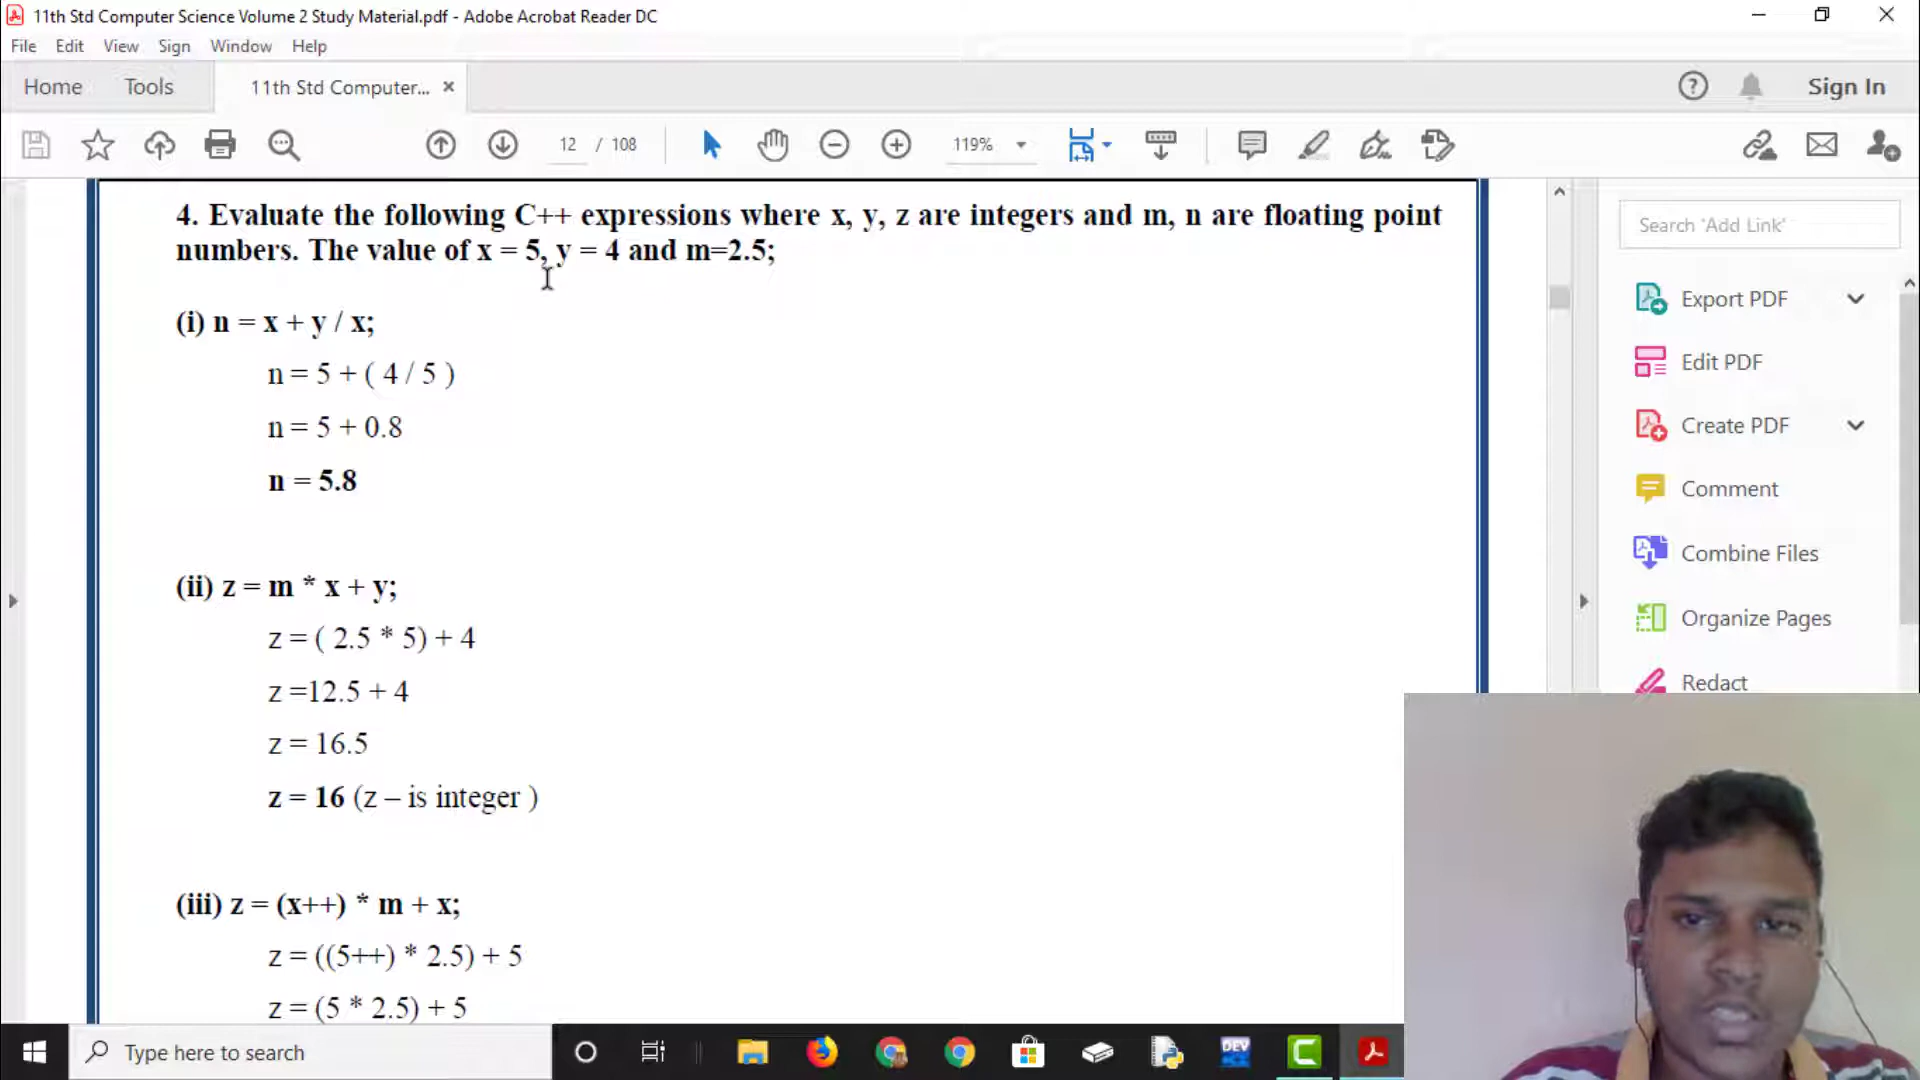 11th Std Computer Science Volume 2 Study Material.pdf - Adobe Acrobat Reader DC
File Edit View Sign Window Help
Home Tools 11th Std Computer... × Sign In
12 / 108 119%
4. Evaluate the following C++ expressions where x, y, z are integers and m, n are floating point
numbers. The value of x = 5, y = 4 and m=2.5;
(i) n = x + y / x;
n = 5 + ( 4 / 5 )
n = 5 + 0.8
n = 5.8
(ii) z = m * x + y;
z = ( 2.5 * 5) + 4
z =12.5 + 4
z = 16.5
z = 16 (z – is integer )
(iii) z = (x++) * m + x;
z = ((5++) * 2.5) + 5
z = (5 * 2.5) + 5
Search 'Add Link'
Export PDF
Edit PDF
Create PDF
Comment
Combine Files
Organize Pages
Redact
Type here to search
DEV